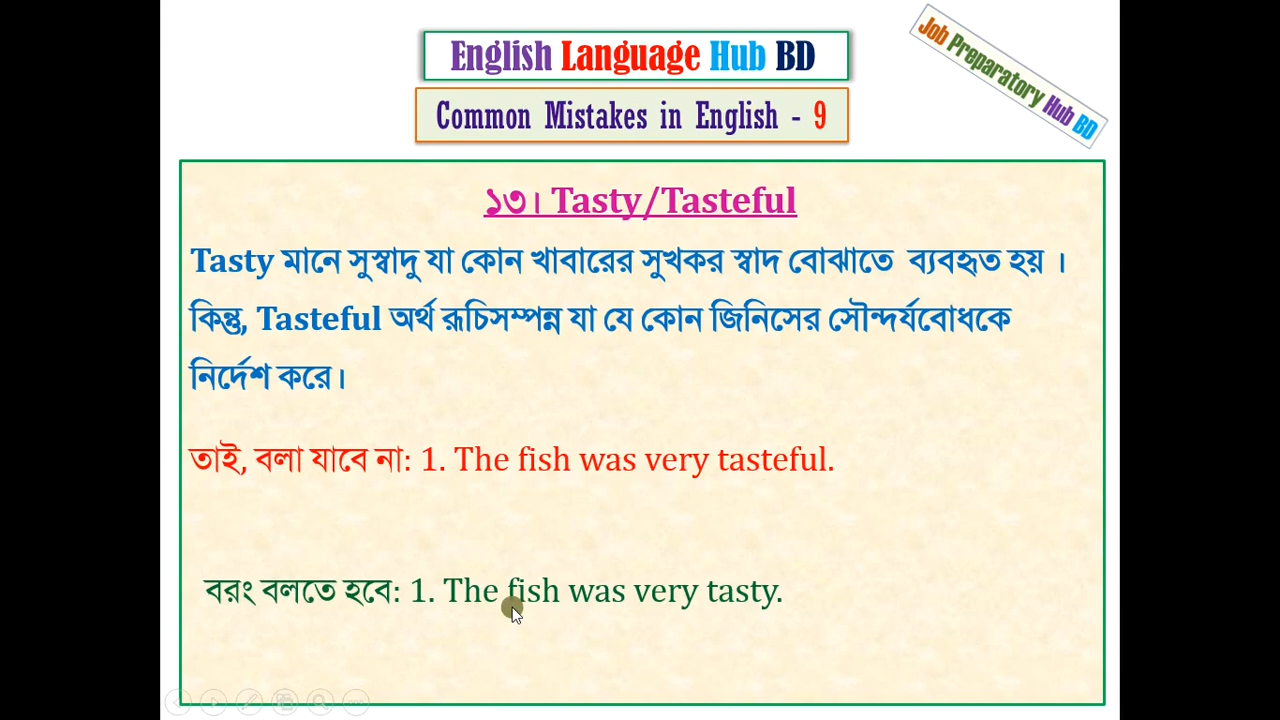 English Language Hub BD
Job Preparatory Hub BD
Common Mistakes in English - 9
১৩। Tasty/Tasteful
Tasty মানে সুস্বাদু যা কোন খাবারের সুখকর স্বাদ বোঝাতে ব্যবহৃত হয় ।
কিন্তু, Tasteful অর্থ রূচিসম্পন্ন যা যে কোন জিনিসের সৌন্দর্যবোধকে
নির্দেশ করে।
তাই, বলা যাবে না: 1. The fish was very tasteful.
বরং বলতে হবে: 1. The fish was very tasty.